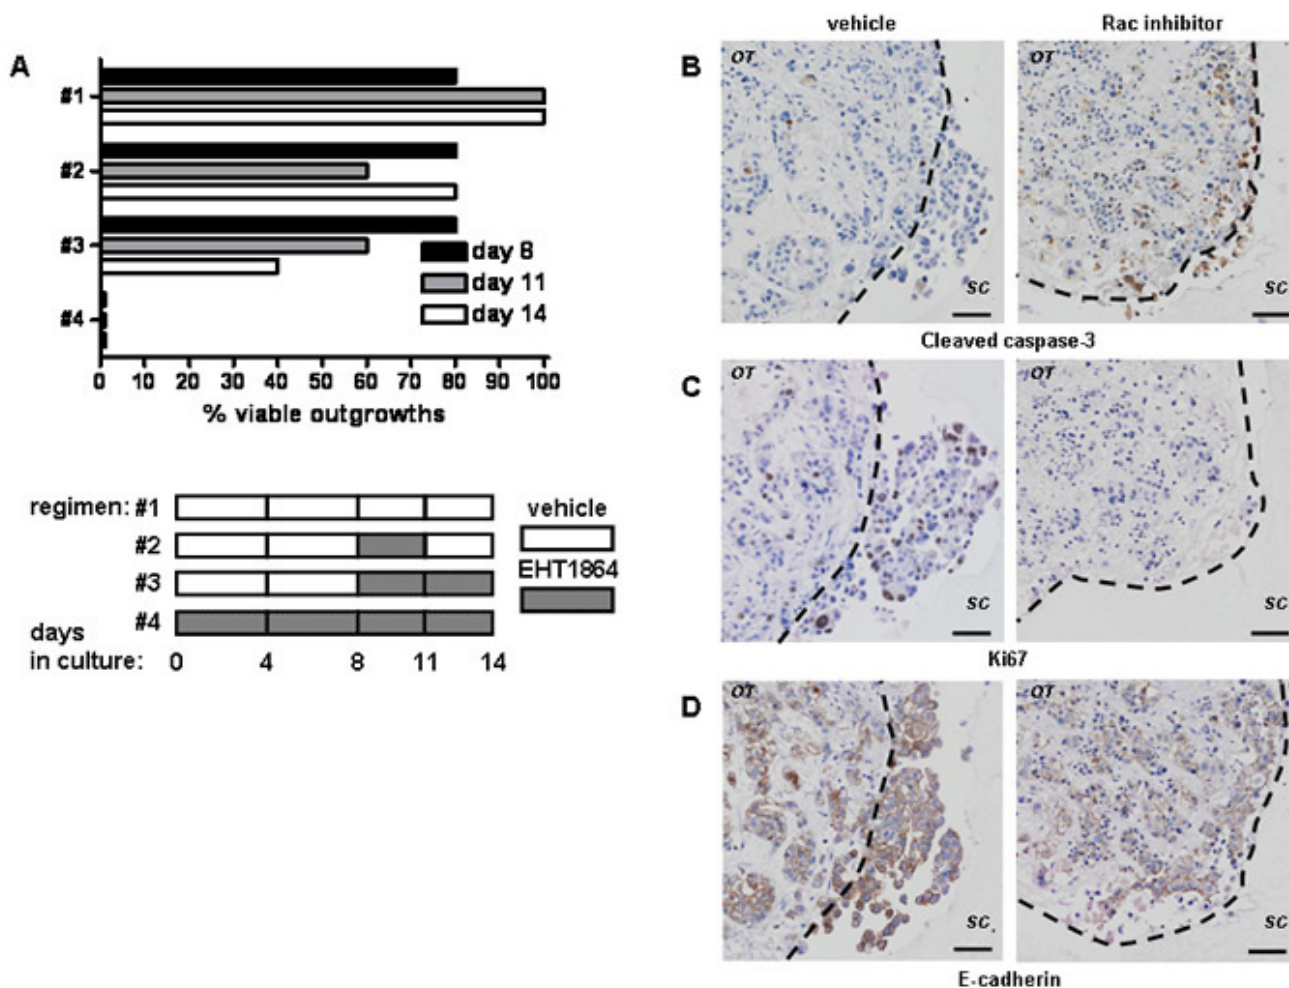 A
#1
#2
#3
#4
day 8
day 11
day 14
0 10 20 30 40 50 60 70 80 90 100
% viable outgrowths
regimen: #1
#2
#3
#4
vehicle
EHT1864
days
in culture: 0 4 8 11 14
vehicle Rac inhibitor
B
OT OT
SC SC
Cleaved caspase-3
C
OT OT
SC SC
Ki67
D
OT OT
SC SC
E-cadherin